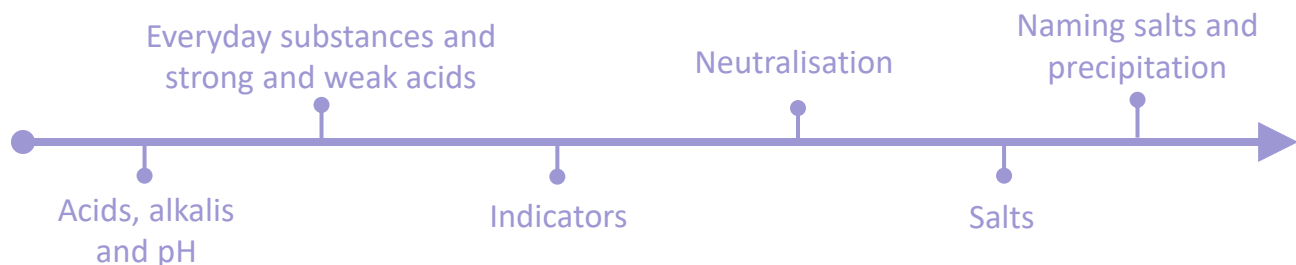 Everyday substances and
strong and weak acids
Neutralisation
Naming salts and
precipitation
Acids, alkalis
and pH
Indicators
Salts